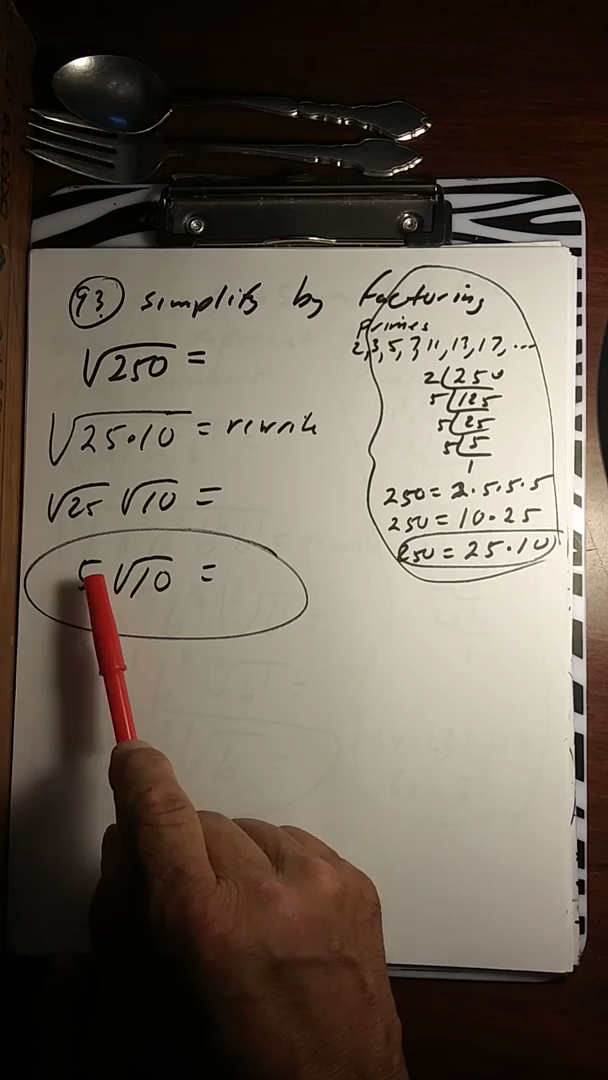 93. simplify by factoring
√250 =
√25•10 = rewrite
√25 √10 =
5√10 =
primes
2,3,5,7,11,13,17,...
2 250
5 125
5 25
5 5
1
250 = 2·5·5·5
250 = 10·25
250 = 25·10